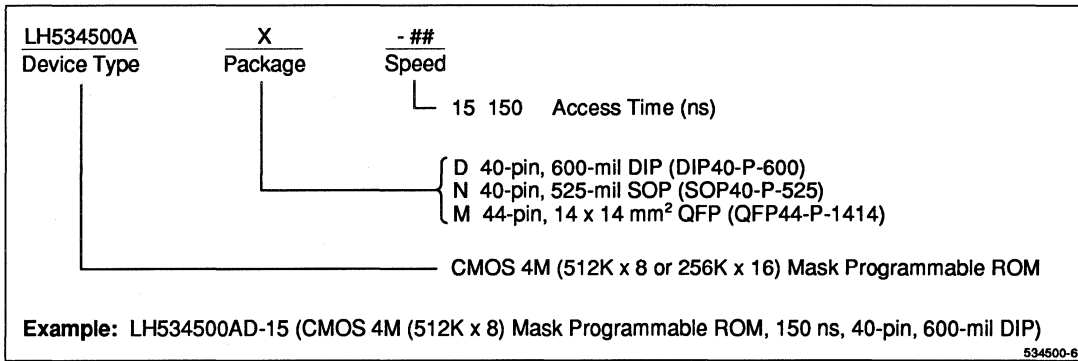 LH534500A X - ##
Device Type Package Speed
15 150 Access Time (ns)
D 40-pin, 600-mil DIP (DIP40-P-600)
N 40-pin, 525-mil SOP (SOP40-P-525)
M 44-pin, 14 x 14 mm² QFP (QFP44-P-1414)
CMOS 4M (512K x 8 or 256K x 16) Mask Programmable ROM
Example: LH534500AD-15 (CMOS 4M (512K x 8) Mask Programmable ROM, 150 ns, 40-pin, 600-mil DIP)
534500-6